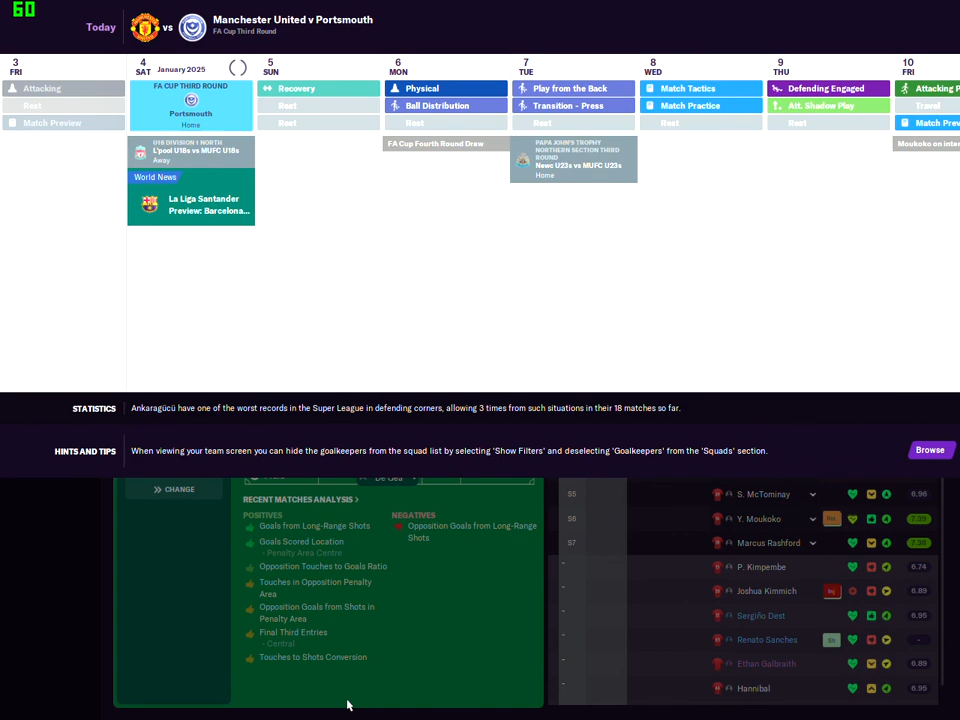 60
Today
vs
Manchester United v Portsmouth
FA Cup Third Round
3
FRI
4
SAT January 2025
5
SUN
6
MON
7
TUE
8
WED
9
THU
10
FRI
Attacking
Rest
Match Preview
FA CUP THIRD ROUND
Portsmouth
Home
Recovery
Rest
Rest
Physical
Ball Distribution
Rest
Play from the Back
Transition - Press
Rest
Match Tactics
Match Practice
Rest
Defending Engaged
Att. Shadow Play
Rest
Attacking P
Travel
Match Prev
U18 DIVISION 1 NORTH
L'pool U18s vs MUFC U18s
Away
World News
La Liga Santander
Preview: Barcelona...
FA Cup Fourth Round Draw
PAPA JOHN'S TROPHY
NORTHERN SECTION THIRD
ROUND
Newc U23s vs MUFC U23s
Home
Moukoko on inter
STATISTICS
Ankaragücü have one of the worst records in the Super League in defending corners, allowing 3 times from such situations in their 18 matches so far.
HINTS AND TIPS
When viewing your team screen you can hide the goalkeepers from the squad list by selecting 'Show Filters' and deselecting 'Goalkeepers' from the 'Squads' section.
Browse
CHANGE
De Gea
RECENT MATCHES ANALYSIS >
POSITIVES
Goals from Long-Range Shots
Goals Scored Location
- Penalty Area Centre
Opposition Touches to Goals Ratio
Touches in Opposition Penalty
Area
Opposition Goals from Shots in
Penalty Area
Final Third Entries
- Central
Touches to Shots Conversion
NEGATIVES
Opposition Goals from Long-Range
Shots
S5 S. McTominay 6.96
S6 Y. Moukoko 7.39
S7 Marcus Rashford 7.38
- P. Kimpembe 6.74
- Joshua Kimmich Inj 6.89
- Sergiño Dest 6.95
- Renato Sanches -
- Ethan Galbraith 6.89
- Hannibal 6.95